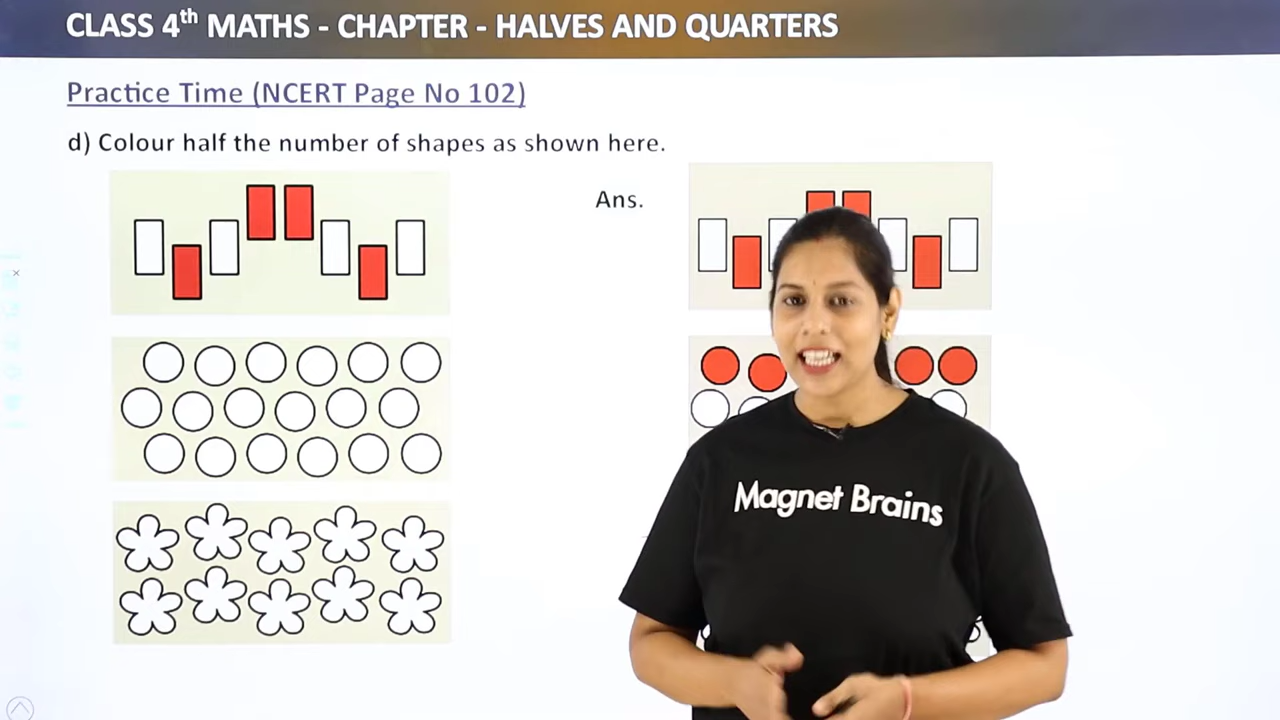 CLASS 4th MATHS - CHAPTER - HALVES AND QUARTERS
Practice Time (NCERT Page No 102)
d) Colour half the number of shapes as shown here.
Ans.
Magnet Brains